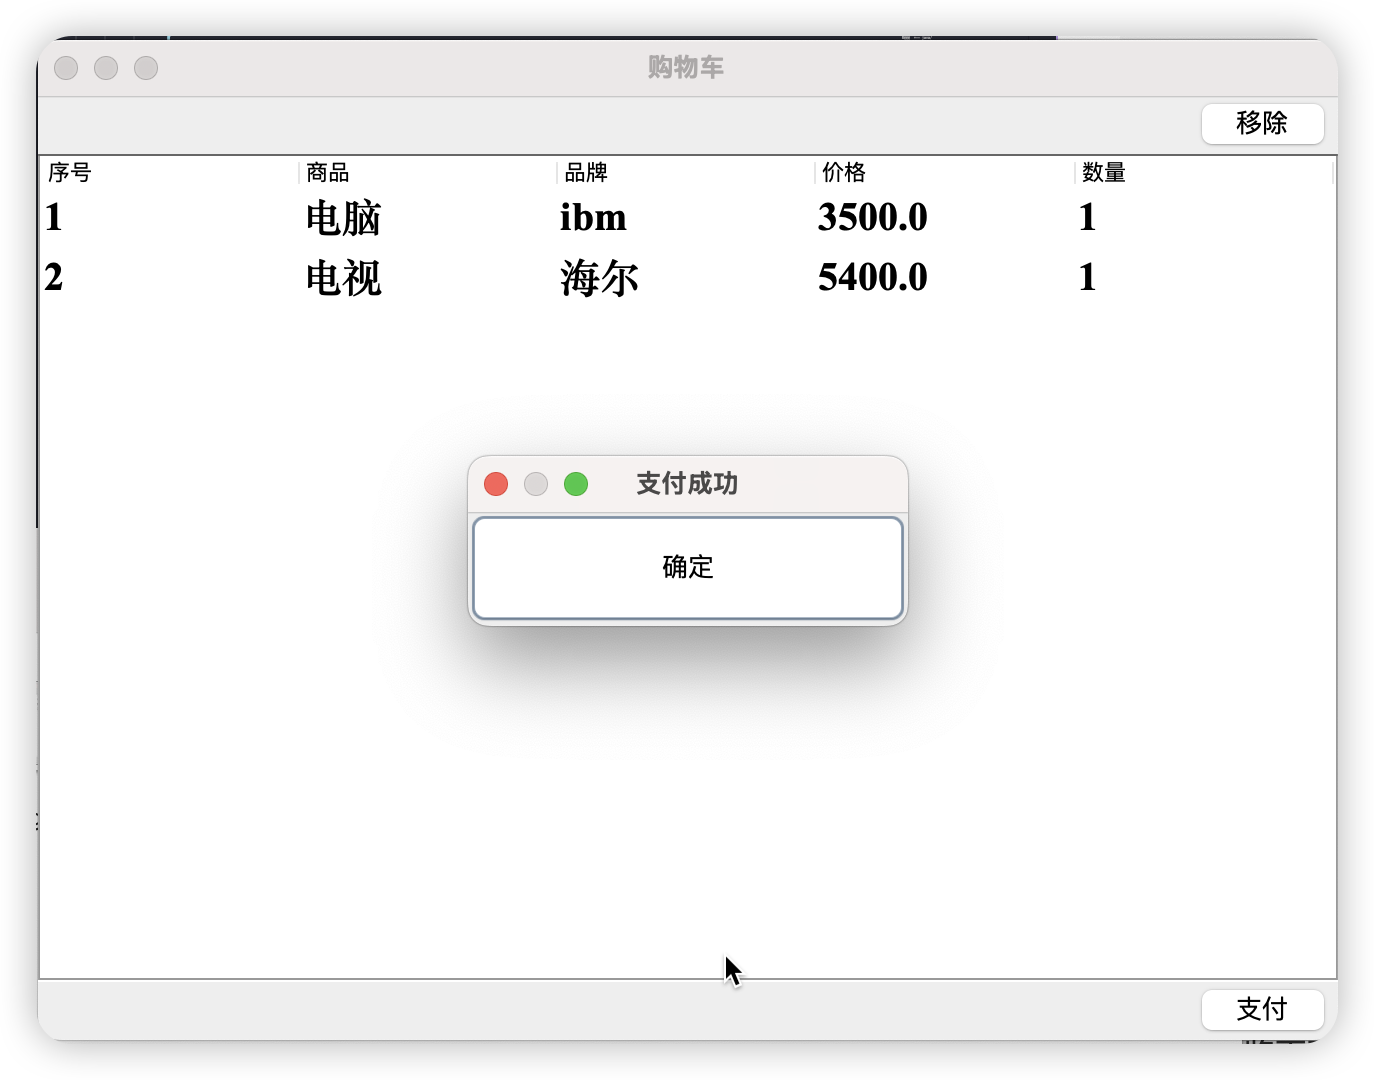 购物车
移除
序号 商品 品牌 价格 数量
1 电脑 ibm 3500.0 1
2 电视 海尔 5400.0 1
支付成功
确定
支付